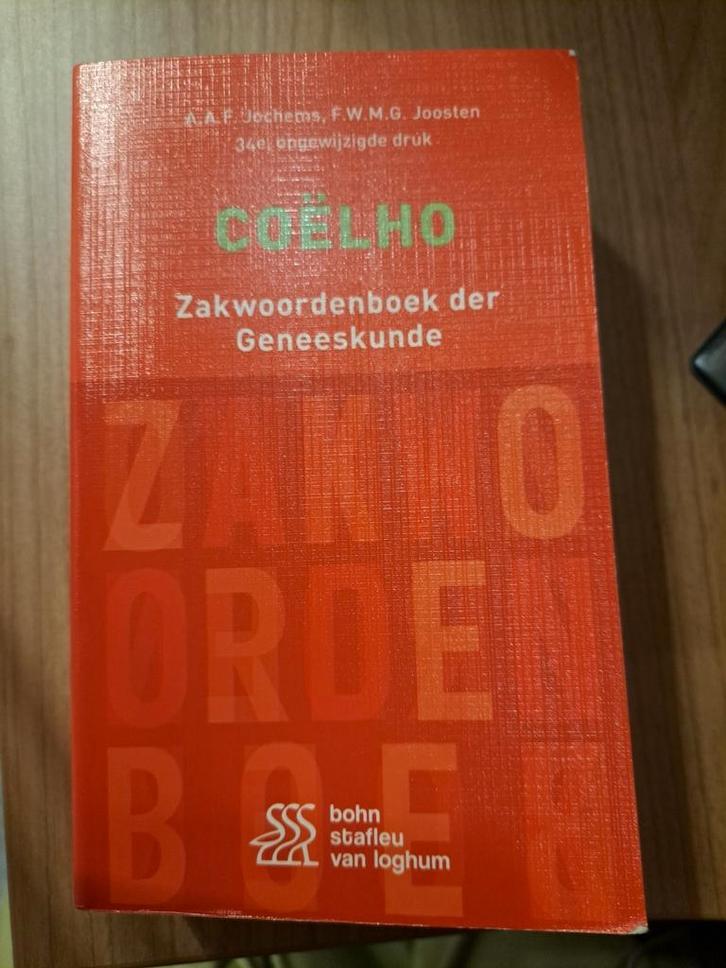 A.A.F. Jochems, F.W.M.G. Joosten
34e, ongewijzigde druk
COËLHO
Zakwoordenboek der
Geneeskunde
ZAKWO
ORDEN
BOEK
bohn
stafleu
van loghum